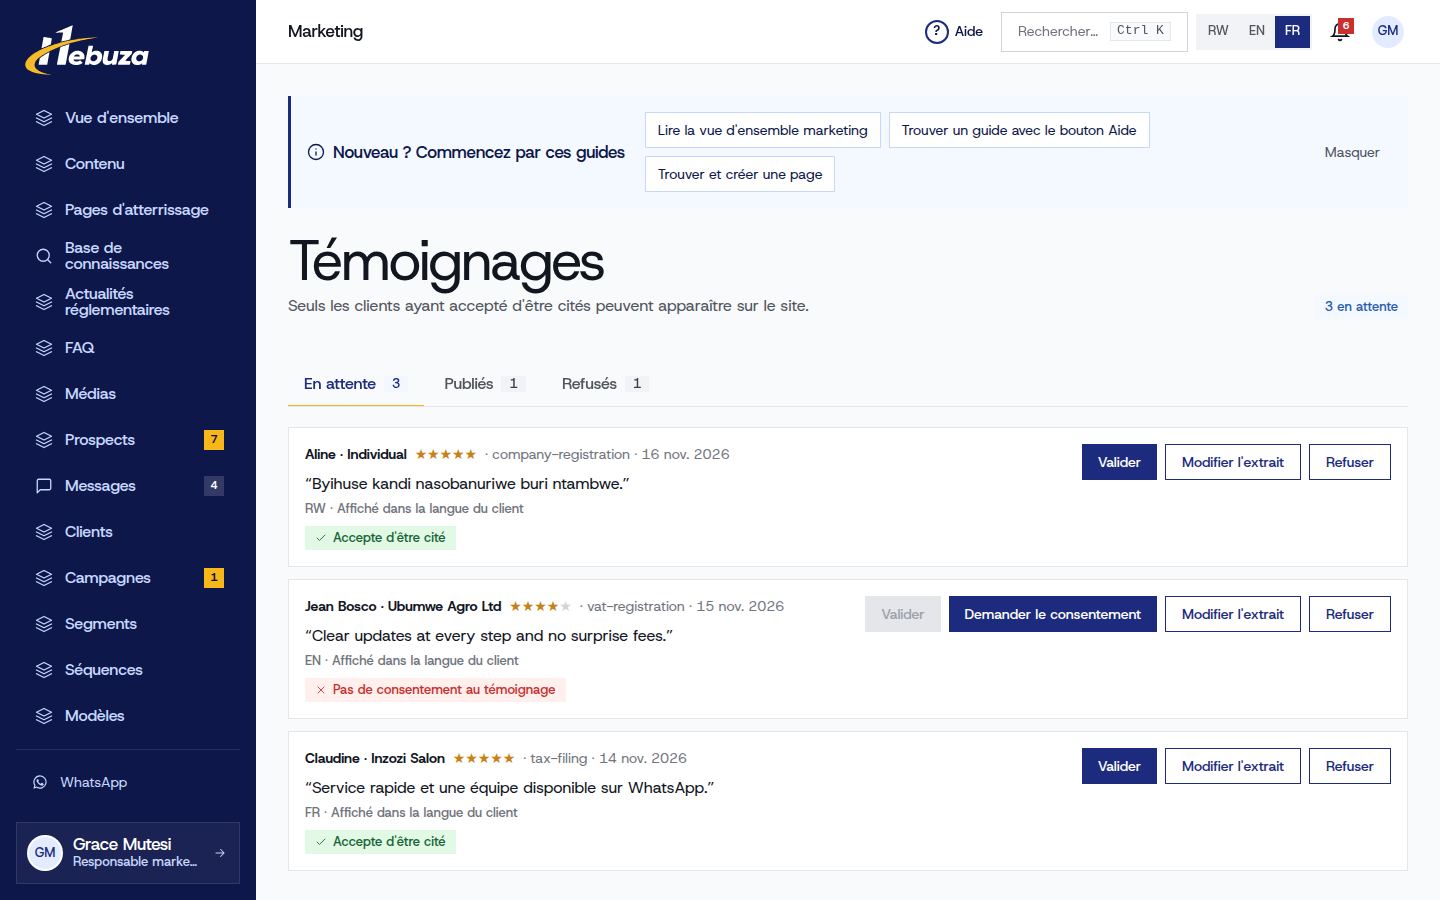 Hebuza
Vue d'ensemble
Contenu
Pages d'atterrissage
Base de
connaissances
Actualités
réglementaires
FAQ
Médias
Prospects 7
Messages 4
Clients
Campagnes 1
Segments
Séquences
Modèles
WhatsApp
GM
Grace Mutesi
Responsable marke…
Marketing
? Aide
Rechercher… Ctrl K
RW EN FR
6
GM
Nouveau ? Commencez par ces guides
Lire la vue d'ensemble marketing
Trouver un guide avec le bouton Aide
Trouver et créer une page
Masquer
Témoignages
Seuls les clients ayant accepté d'être cités peuvent apparaître sur le site.
3 en attente
En attente 3
Publiés 1
Refusés 1
Aline · Individual ★★★★★ · company-registration · 16 nov. 2026
“Byihuse kandi nasobanuriwe buri ntambwe.”
RW · Affiché dans la langue du client
Accepte d'être cité
Valider
Modifier l'extrait
Refuser
Jean Bosco · Ubumwe Agro Ltd ★★★★★ · vat-registration · 15 nov. 2026
“Clear updates at every step and no surprise fees.”
EN · Affiché dans la langue du client
Pas de consentement au témoignage
Valider
Demander le consentement
Modifier l'extrait
Refuser
Claudine · Inzozi Salon ★★★★★ · tax-filing · 14 nov. 2026
“Service rapide et une équipe disponible sur WhatsApp.”
FR · Affiché dans la langue du client
Accepte d'être cité
Valider
Modifier l'extrait
Refuser